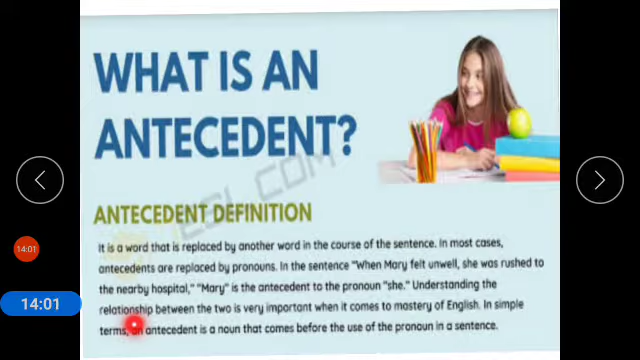 WHAT IS AN
ANTECEDENT?
ESL.COM
ANTECEDENT DEFINITION
It is a word that is replaced by another word in the course of the sentence. In most cases,
antecedents are replaced by pronouns. In the sentence "When Mary felt unwell, she was rushed to
the nearby hospital," "Mary" is the antecedent to the pronoun "she." Understanding the
relationship between the two is very important when it comes to mastery of English. In simple
terms, an antecedent is a noun that comes before the use of the pronoun in a sentence.
14:01
14:01